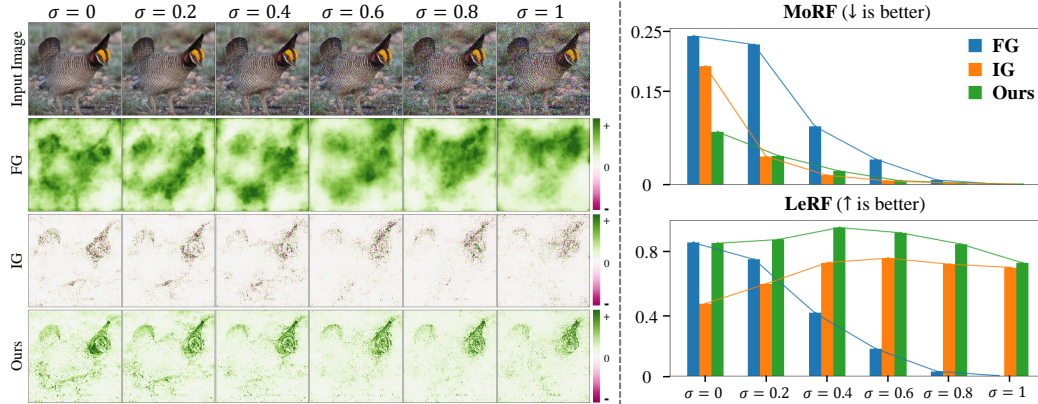 σ = 0 σ = 0.2 σ = 0.4 σ = 0.6 σ = 0.8 σ = 1
Input Image
FG
+
0
-
IG
+
0
-
Ours
+
0
-
MoRF (↓ is better)
0.25
0.15
0
FG
IG
Ours
LeRF (↑ is better)
0.8
0.4
0
σ = 0 σ = 0.2 σ = 0.4 σ = 0.6 σ = 0.8 σ = 1